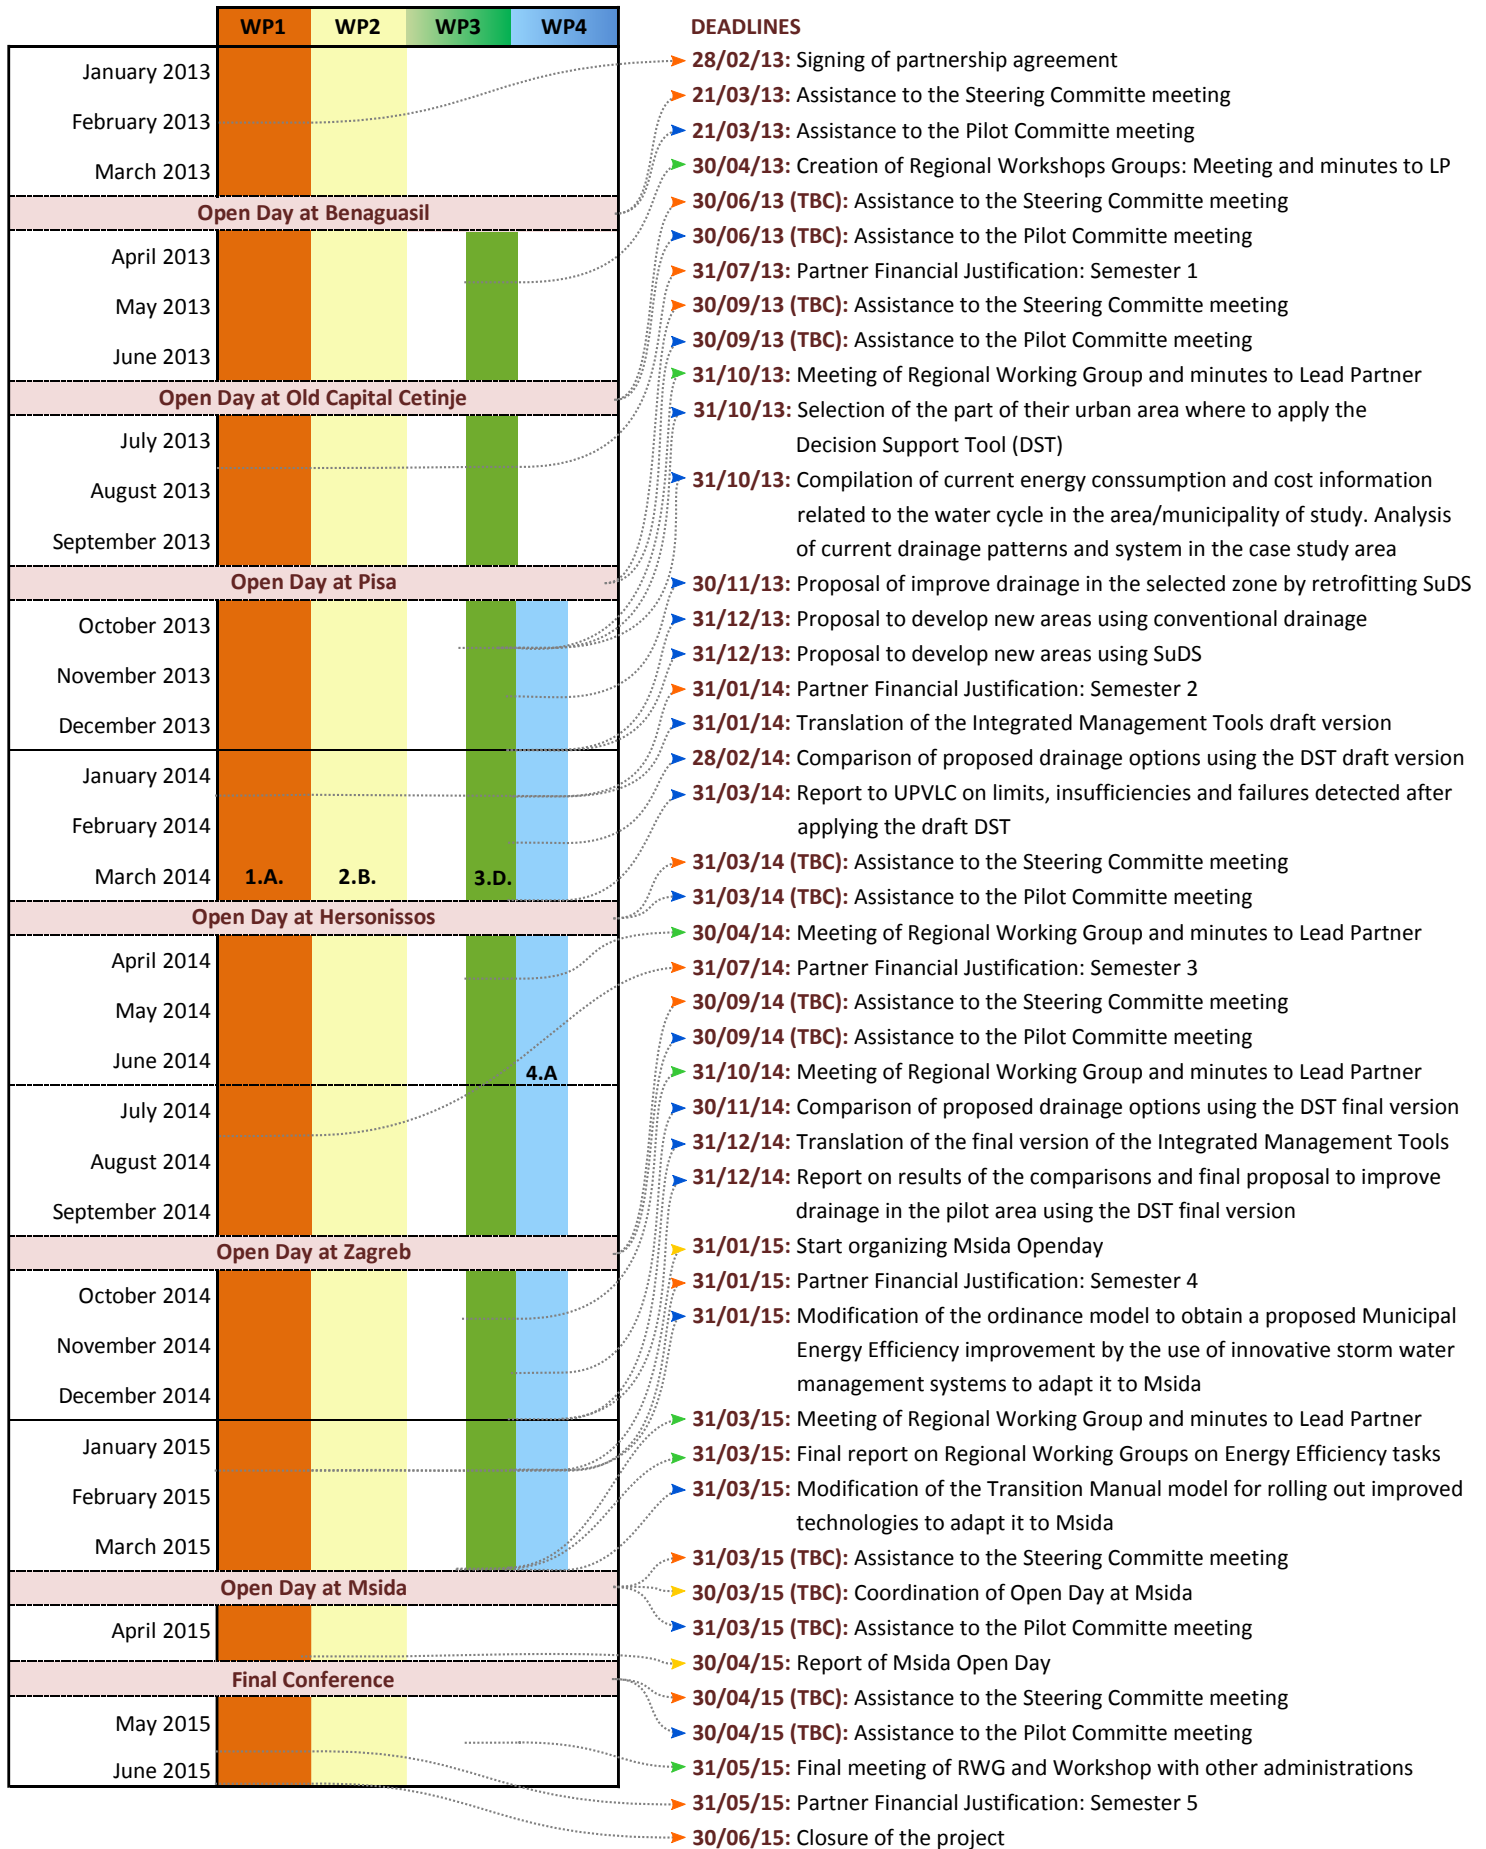 WP1 WP2 WP3 WP4
January 2013
February 2013
March 2013
Open Day at Benaguasil
April 2013
May 2013
June 2013
Open Day at Old Capital Cetinje
July 2013
August 2013
September 2013
Open Day at Pisa
October 2013
November 2013
December 2013
January 2014
February 2014
March 2014 1.A. 2.B. 3.D.
Open Day at Hersonissos
April 2014
May 2014
June 2014
4.A
July 2014
August 2014
September 2014
Open Day at Zagreb
October 2014
November 2014
December 2014
January 2015
February 2015
March 2015
Open Day at Msida
April 2015
Final Conference
May 2015
June 2015
DEADLINES
28/02/13: Signing of partnership agreement
21/03/13: Assistance to the Steering Committe meeting
21/03/13: Assistance to the Pilot Committe meeting
30/04/13: Creation of Regional Workshops Groups: Meeting and minutes to LP
30/06/13 (TBC): Assistance to the Steering Committe meeting
30/06/13 (TBC): Assistance to the Pilot Committe meeting
31/07/13: Partner Financial Justification: Semester 1
30/09/13 (TBC): Assistance to the Steering Committe meeting
30/09/13 (TBC): Assistance to the Pilot Committe meeting
31/10/13: Meeting of Regional Working Group and minutes to Lead Partner
31/10/13: Selection of the part of their urban area where to apply the
Decision Support Tool (DST)
31/10/13: Compilation of current energy conssumption and cost information
related to the water cycle in the area/municipality of study. Analysis
of current drainage patterns and system in the case study area
30/11/13: Proposal of improve drainage in the selected zone by retrofitting SuDS
31/12/13: Proposal to develop new areas using conventional drainage
31/12/13: Proposal to develop new areas using SuDS
31/01/14: Partner Financial Justification: Semester 2
31/01/14: Translation of the Integrated Management Tools draft version
28/02/14: Comparison of proposed drainage options using the DST draft version
31/03/14: Report to UPVLC on limits, insufficiencies and failures detected after
applying the draft DST
31/03/14 (TBC): Assistance to the Steering Committe meeting
31/03/14 (TBC): Assistance to the Pilot Committe meeting
30/04/14: Meeting of Regional Working Group and minutes to Lead Partner
31/07/14: Partner Financial Justification: Semester 3
30/09/14 (TBC): Assistance to the Steering Committe meeting
30/09/14 (TBC): Assistance to the Pilot Committe meeting
31/10/14: Meeting of Regional Working Group and minutes to Lead Partner
30/11/14: Comparison of proposed drainage options using the DST final version
31/12/14: Translation of the final version of the Integrated Management Tools
31/12/14: Report on results of the comparisons and final proposal to improve
drainage in the pilot area using the DST final version
31/01/15: Start organizing Msida Openday
31/01/15: Partner Financial Justification: Semester 4
31/01/15: Modification of the ordinance model to obtain a proposed Municipal
Energy Efficiency improvement by the use of innovative storm water
management systems to adapt it to Msida
31/03/15: Meeting of Regional Working Group and minutes to Lead Partner
31/03/15: Final report on Regional Working Groups on Energy Efficiency tasks
31/03/15: Modification of the Transition Manual model for rolling out improved
technologies to adapt it to Msida
31/03/15 (TBC): Assistance to the Steering Committe meeting
30/03/15 (TBC): Coordination of Open Day at Msida
31/03/15 (TBC): Assistance to the Pilot Committe meeting
30/04/15: Report of Msida Open Day
30/04/15 (TBC): Assistance to the Steering Committe meeting
30/04/15 (TBC): Assistance to the Pilot Committe meeting
31/05/15: Final meeting of RWG and Workshop with other administrations
31/05/15: Partner Financial Justification: Semester 5
30/06/15: Closure of the project